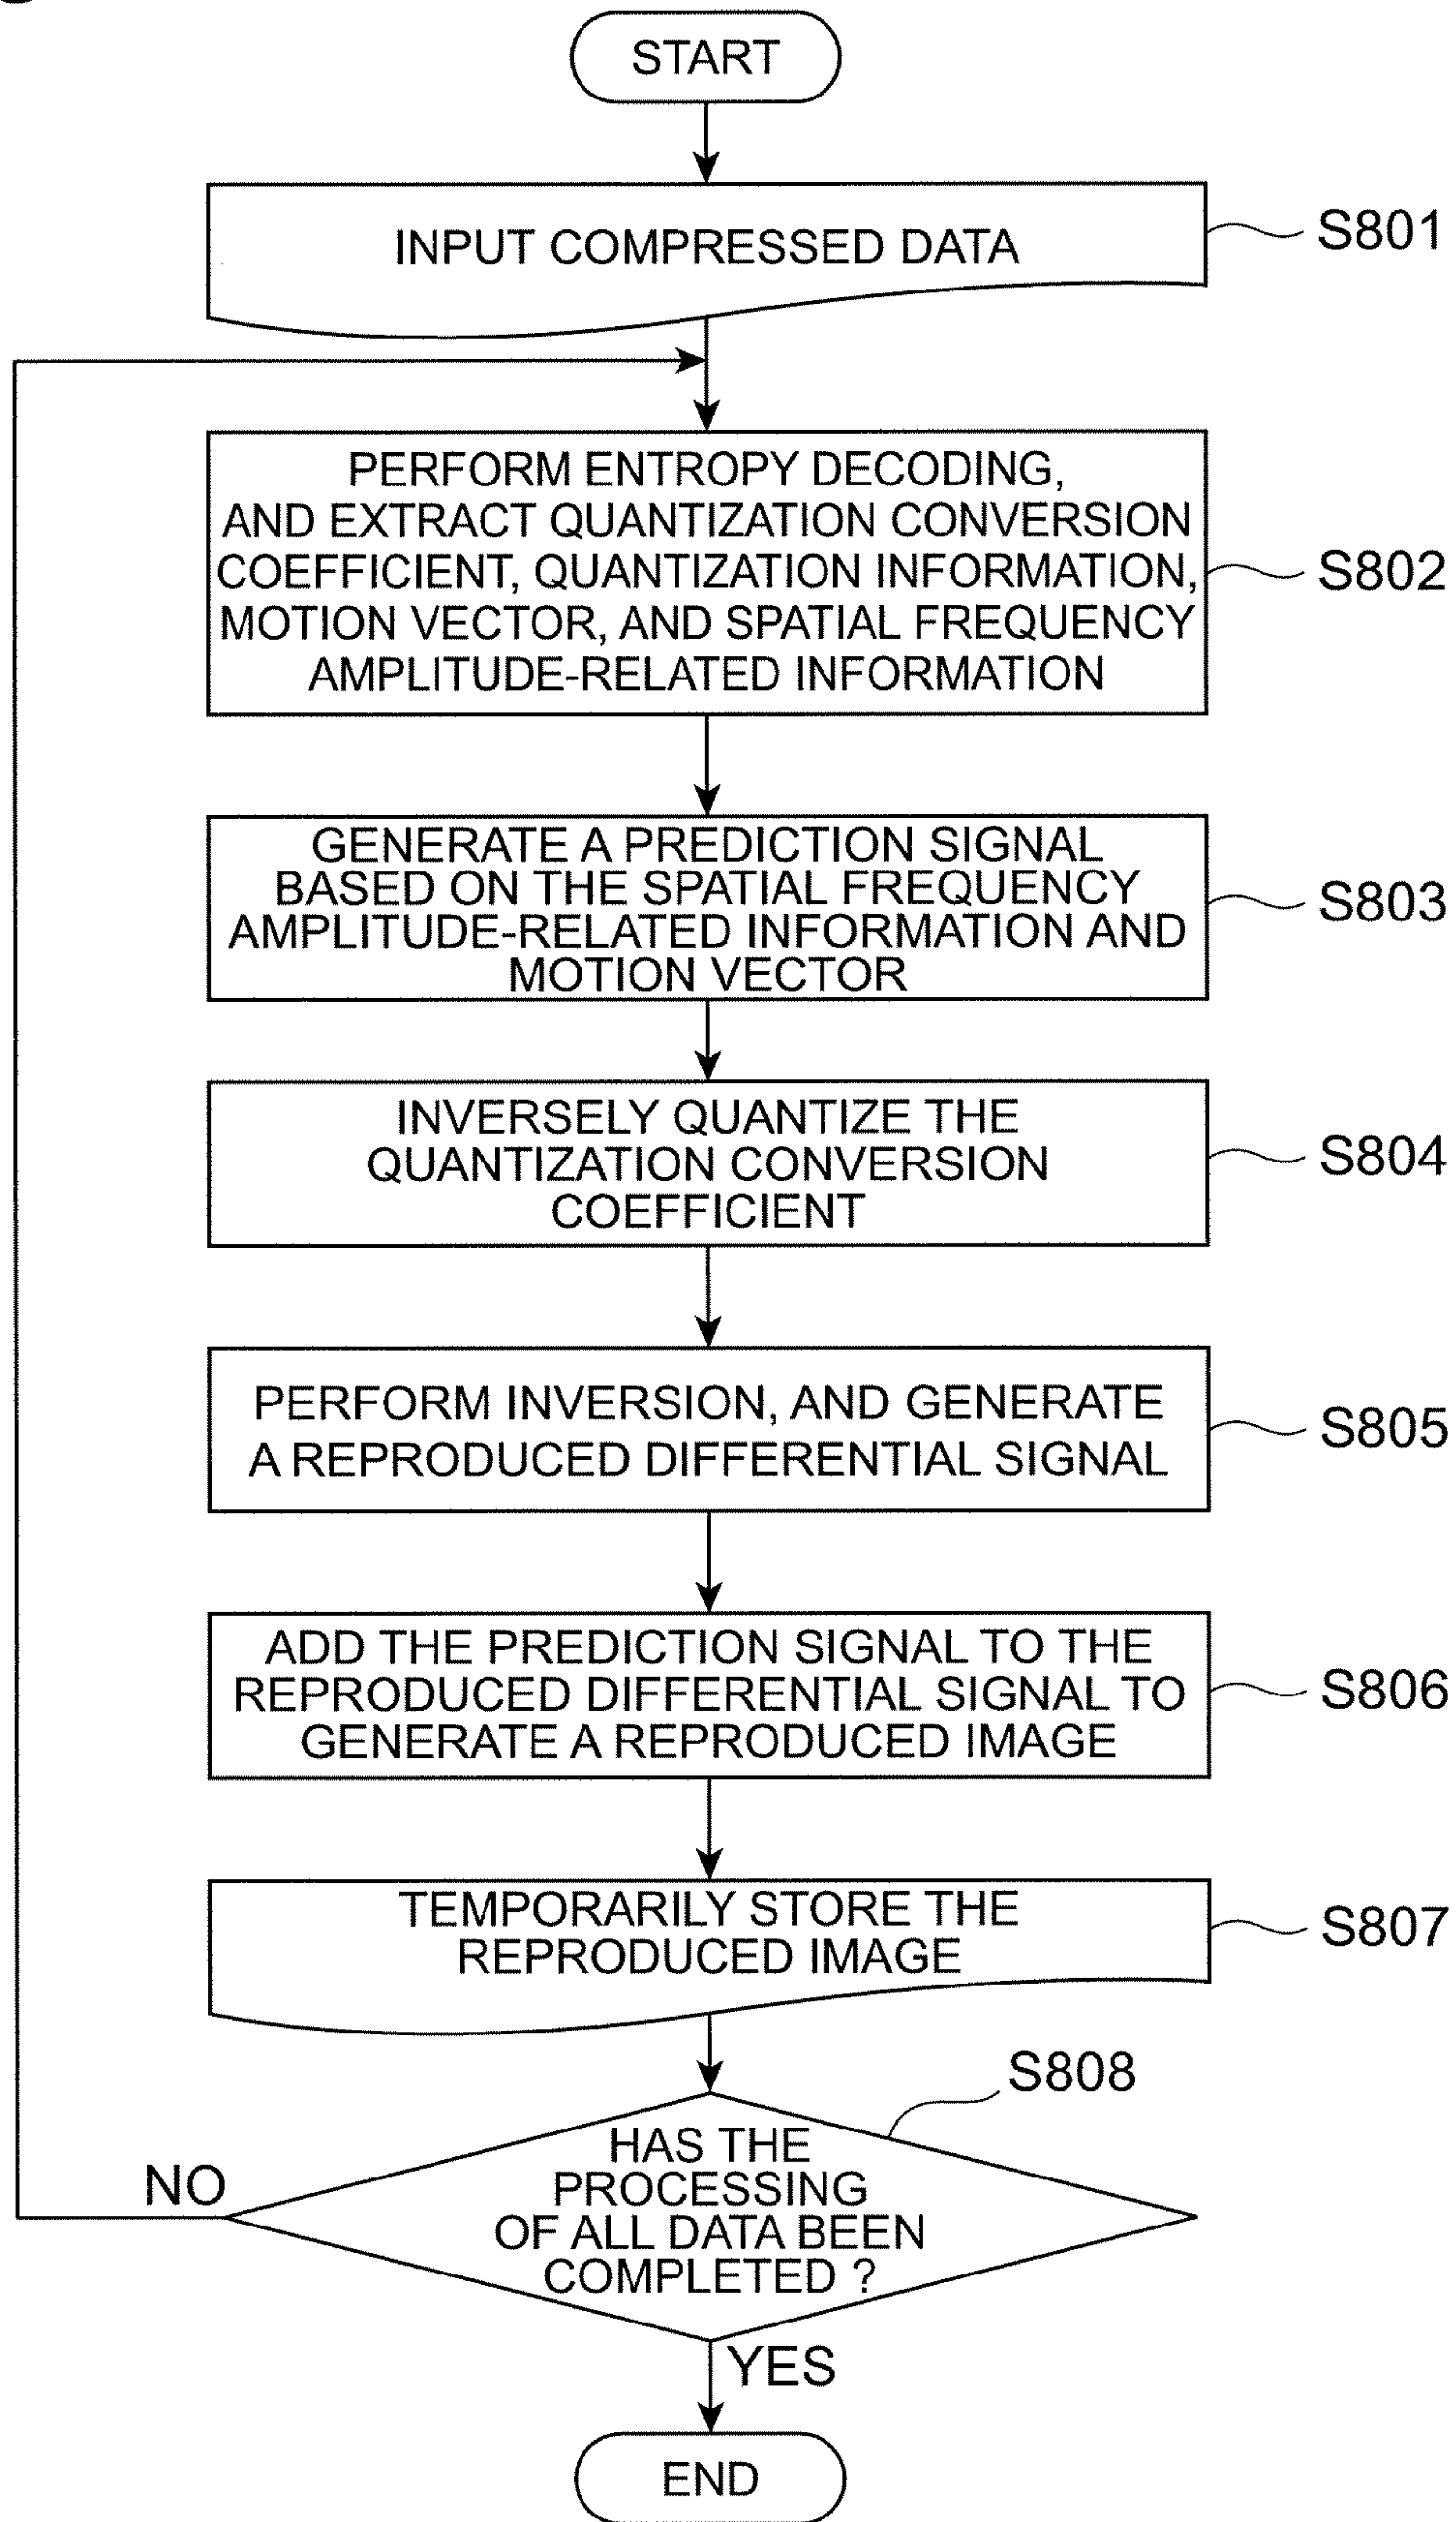 START
INPUT COMPRESSED DATA
S801
PERFORM ENTROPY DECODING,
AND EXTRACT QUANTIZATION CONVERSION
COEFFICIENT, QUANTIZATION INFORMATION,
MOTION VECTOR, AND SPATIAL FREQUENCY
AMPLITUDE-RELATED INFORMATION
S802
GENERATE A PREDICTION SIGNAL
BASED ON THE SPATIAL FREQUENCY
AMPLITUDE-RELATED INFORMATION AND
MOTION VECTOR
S803
INVERSELY QUANTIZE THE
QUANTIZATION CONVERSION
COEFFICIENT
S804
PERFORM INVERSION, AND GENERATE
A REPRODUCED DIFFERENTIAL SIGNAL
S805
ADD THE PREDICTION SIGNAL TO THE
REPRODUCED DIFFERENTIAL SIGNAL TO
GENERATE A REPRODUCED IMAGE
S806
TEMPORARILY STORE THE
REPRODUCED IMAGE
S807
S808
HAS THE
PROCESSING
OF ALL DATA BEEN
COMPLETED ?
NO
YES
END